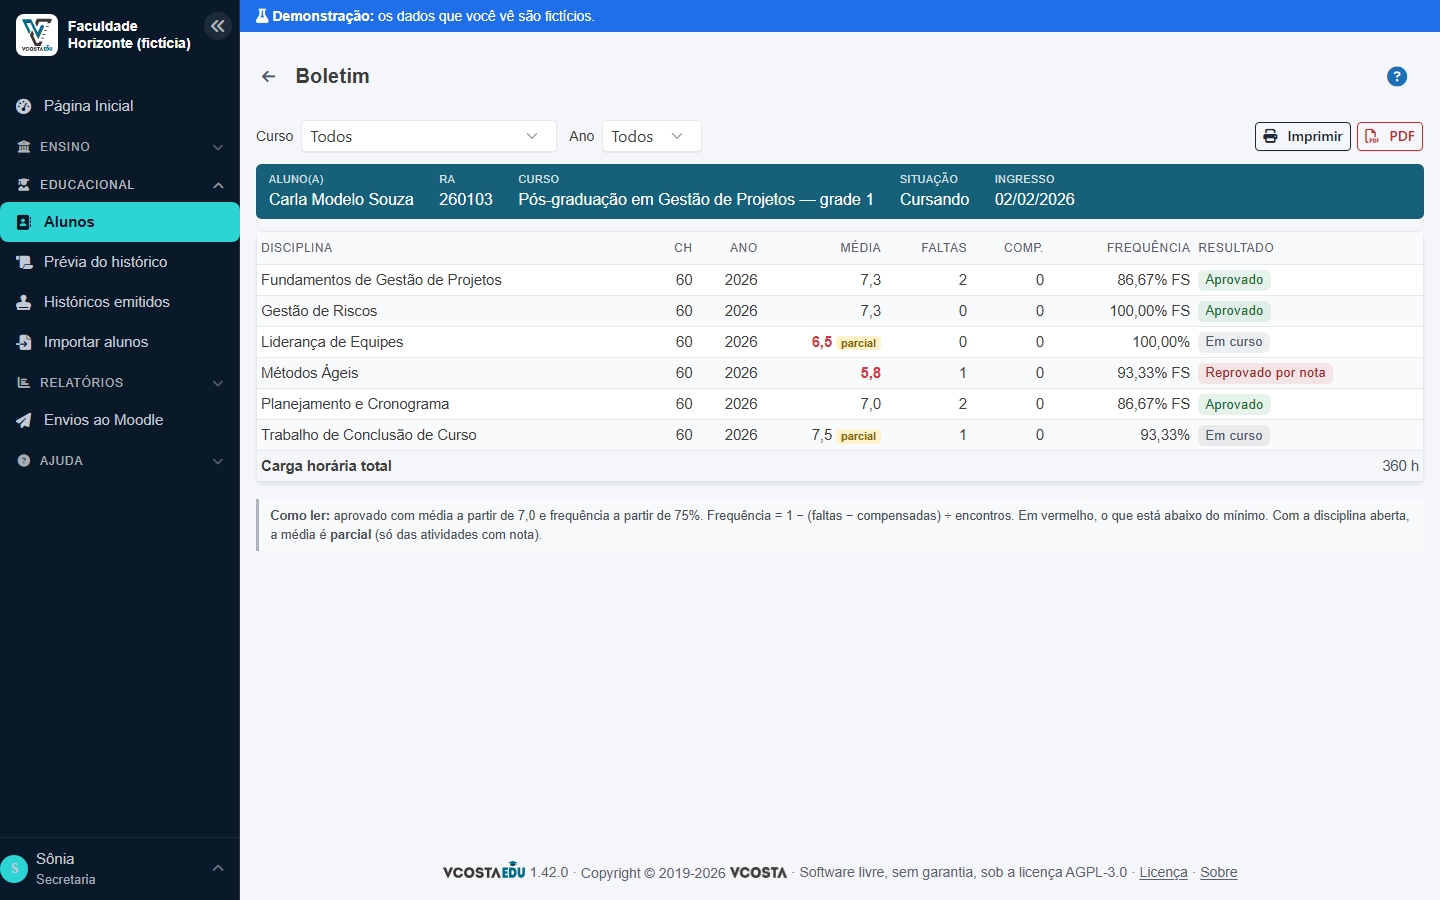 Faculdade
Horizonte (fictícia)
VCOSTAEDU
Demonstração: os dados que você vê são fictícios.
Página Inicial
ENSINO
EDUCACIONAL
Alunos
Prévia do histórico
Históricos emitidos
Importar alunos
RELATÓRIOS
Envios ao Moodle
AJUDA
S
Sônia
Secretaria
Boletim
?
Curso Todos Ano Todos Imprimir PDF
ALUNO(A) RA CURSO SITUAÇÃO INGRESSO
Carla Modelo Souza 260103 Pós-graduação em Gestão de Projetos — grade 1 Cursando 02/02/2026
DISCIPLINA CH ANO MÉDIA FALTAS COMP. FREQUÊNCIA RESULTADO
Fundamentos de Gestão de Projetos 60 2026 7,3 2 0 86,67% FS Aprovado
Gestão de Riscos 60 2026 7,3 0 0 100,00% FS Aprovado
Liderança de Equipes 60 2026 6,5 parcial 0 0 100,00% Em curso
Métodos Ágeis 60 2026 5,8 1 0 93,33% FS Reprovado por nota
Planejamento e Cronograma 60 2026 7,0 2 0 86,67% FS Aprovado
Trabalho de Conclusão de Curso 60 2026 7,5 parcial 1 0 93,33% Em curso
Carga horária total 360 h
Como ler: aprovado com média a partir de 7,0 e frequência a partir de 75%. Frequência = 1 − (faltas − compensadas) ÷ encontros. Em vermelho, o que está abaixo do mínimo. Com a disciplina aberta,
a média é parcial (só das atividades com nota).
VCOSTAEDU 1.42.0 · Copyright © 2019-2026 VCOSTA · Software livre, sem garantia, sob a licença AGPL-3.0 · Licença · Sobre